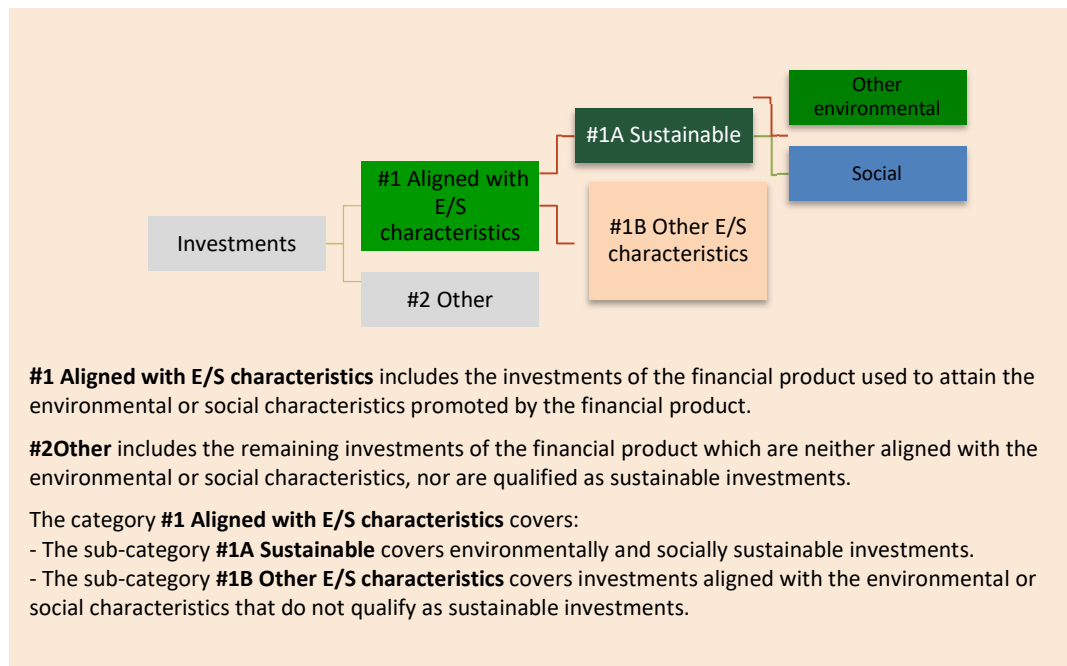 Other
environmental
#1A Sustainable
Social
#1 Aligned with
E/S
characteristics
#1B Other E/S
characteristics
Investments
#2 Other
#1 Aligned with E/S characteristics includes the investments of the financial product used to attain the
environmental or social characteristics promoted by the financial product.
#2Other includes the remaining investments of the financial product which are neither aligned with the
environmental or social characteristics, nor are qualified as sustainable investments.
The category #1 Aligned with E/S characteristics covers:
- The sub-category #1A Sustainable covers environmentally and socially sustainable investments.
- The sub-category #1B Other E/S characteristics covers investments aligned with the environmental or
social characteristics that do not qualify as sustainable investments.